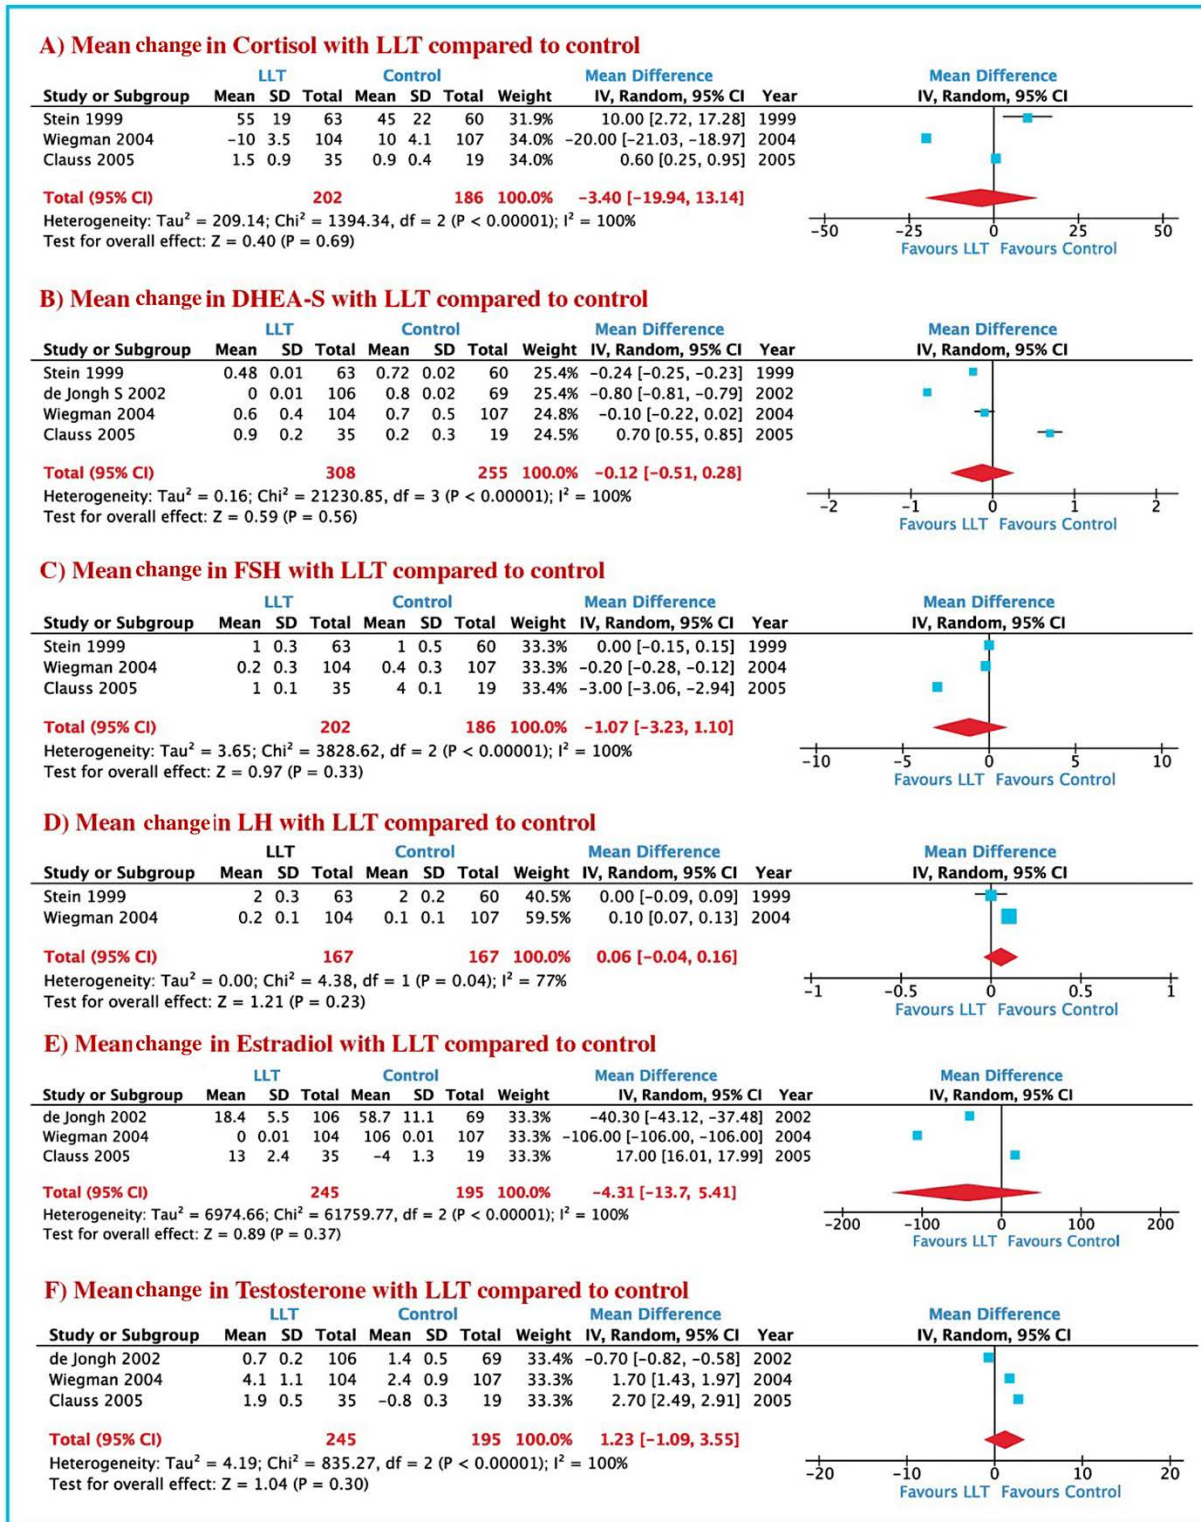 A) Mean change in Cortisol with LLT compared to control
LLT Control Mean Difference Mean Difference
Study or Subgroup Mean SD Total Mean SD Total Weight IV, Random, 95% CI Year IV, Random, 95% CI
Stein 1999 55 19 63 45 22 60 31.9% 10.00 [2.72, 17.28] 1999
Wiegman 2004 −10 3.5 104 10 4.1 107 34.0% −20.00 [−21.03, −18.97] 2004
Clauss 2005 1.5 0.9 35 0.9 0.4 19 34.0% 0.60 [0.25, 0.95] 2005
Total (95% CI) 202 186 100.0% −3.40 [−19.94, 13.14]
Heterogeneity: Tau² = 209.14; Chi² = 1394.34, df = 2 (P < 0.00001); I² = 100%
Test for overall effect: Z = 0.40 (P = 0.69)
−50 −25 0 25 50
Favours LLT Favours Control
B) Mean change in DHEA-S with LLT compared to control
LLT Control Mean Difference Mean Difference
Study or Subgroup Mean SD Total Mean SD Total Weight IV, Random, 95% CI Year IV, Random, 95% CI
Stein 1999 0.48 0.01 63 0.72 0.02 60 25.4% −0.24 [−0.25, −0.23] 1999
de Jongh S 2002 0 0.01 106 0.8 0.02 69 25.4% −0.80 [−0.81, −0.79] 2002
Wiegman 2004 0.6 0.4 104 0.7 0.5 107 24.8% −0.10 [−0.22, 0.02] 2004
Clauss 2005 0.9 0.2 35 0.2 0.3 19 24.5% 0.70 [0.55, 0.85] 2005
Total (95% CI) 308 255 100.0% −0.12 [−0.51, 0.28]
Heterogeneity: Tau² = 0.16; Chi² = 21230.85, df = 3 (P < 0.00001); I² = 100%
Test for overall effect: Z = 0.59 (P = 0.56)
−2 −1 0 1 2
Favours LLT Favours Control
C) Mean change in FSH with LLT compared to control
LLT Control Mean Difference Mean Difference
Study or Subgroup Mean SD Total Mean SD Total Weight IV, Random, 95% CI Year IV, Random, 95% CI
Stein 1999 1 0.3 63 1 0.5 60 33.3% 0.00 [−0.15, 0.15] 1999
Wiegman 2004 0.2 0.3 104 0.4 0.3 107 33.3% −0.20 [−0.28, −0.12] 2004
Clauss 2005 1 0.1 35 4 0.1 19 33.4% −3.00 [−3.06, −2.94] 2005
Total (95% CI) 202 186 100.0% −1.07 [−3.23, 1.10]
Heterogeneity: Tau² = 3.65; Chi² = 3828.62, df = 2 (P < 0.00001); I² = 100%
Test for overall effect: Z = 0.97 (P = 0.33)
−10 −5 0 5 10
Favours LLT Favours Control
D) Mean change in LH with LLT compared to control
LLT Control Mean Difference Mean Difference
Study or Subgroup Mean SD Total Mean SD Total Weight IV, Random, 95% CI Year IV, Random, 95% CI
Stein 1999 2 0.3 63 2 0.2 60 40.5% 0.00 [−0.09, 0.09] 1999
Wiegman 2004 0.2 0.1 104 0.1 0.1 107 59.5% 0.10 [0.07, 0.13] 2004
Total (95% CI) 167 167 100.0% 0.06 [−0.04, 0.16]
Heterogeneity: Tau² = 0.00; Chi² = 4.38, df = 1 (P = 0.04); I² = 77%
Test for overall effect: Z = 1.21 (P = 0.23)
−1 −0.5 0 0.5 1
Favours LLT Favours Control
E) Mean change in Estradiol with LLT compared to control
LLT Control Mean Difference Mean Difference
Study or Subgroup Mean SD Total Mean SD Total Weight IV, Random, 95% CI Year IV, Random, 95% CI
de Jongh 2002 18.4 5.5 106 58.7 11.1 69 33.3% −40.30 [−43.12, −37.48] 2002
Wiegman 2004 0 0.01 104 106 0.01 107 33.3% −106.00 [−106.00, −106.00] 2004
Clauss 2005 13 2.4 35 −4 1.3 19 33.3% 17.00 [16.01, 17.99] 2005
Total (95% CI) 245 195 100.0% −4.31 [−13.7, 5.41]
Heterogeneity: Tau² = 6974.66; Chi² = 61759.77, df = 2 (P < 0.00001); I² = 100%
Test for overall effect: Z = 0.89 (P = 0.37)
−200 −100 0 100 200
Favours LLT Favours Control
F) Mean change in Testosterone with LLT compared to control
LLT Control Mean Difference Mean Difference
Study or Subgroup Mean SD Total Mean SD Total Weight IV, Random, 95% CI Year IV, Random, 95% CI
de Jongh 2002 0.7 0.2 106 1.4 0.5 69 33.4% −0.70 [−0.82, −0.58] 2002
Wiegman 2004 4.1 1.1 104 2.4 0.9 107 33.3% 1.70 [1.43, 1.97] 2004
Clauss 2005 1.9 0.5 35 −0.8 0.3 19 33.3% 2.70 [2.49, 2.91] 2005
Total (95% CI) 245 195 100.0% 1.23 [−1.09, 3.55]
Heterogeneity: Tau² = 4.19; Chi² = 835.27, df = 2 (P < 0.00001); I² = 100%
Test for overall effect: Z = 1.04 (P = 0.30)
−20 −10 0 10 20
Favours LLT Favours Control